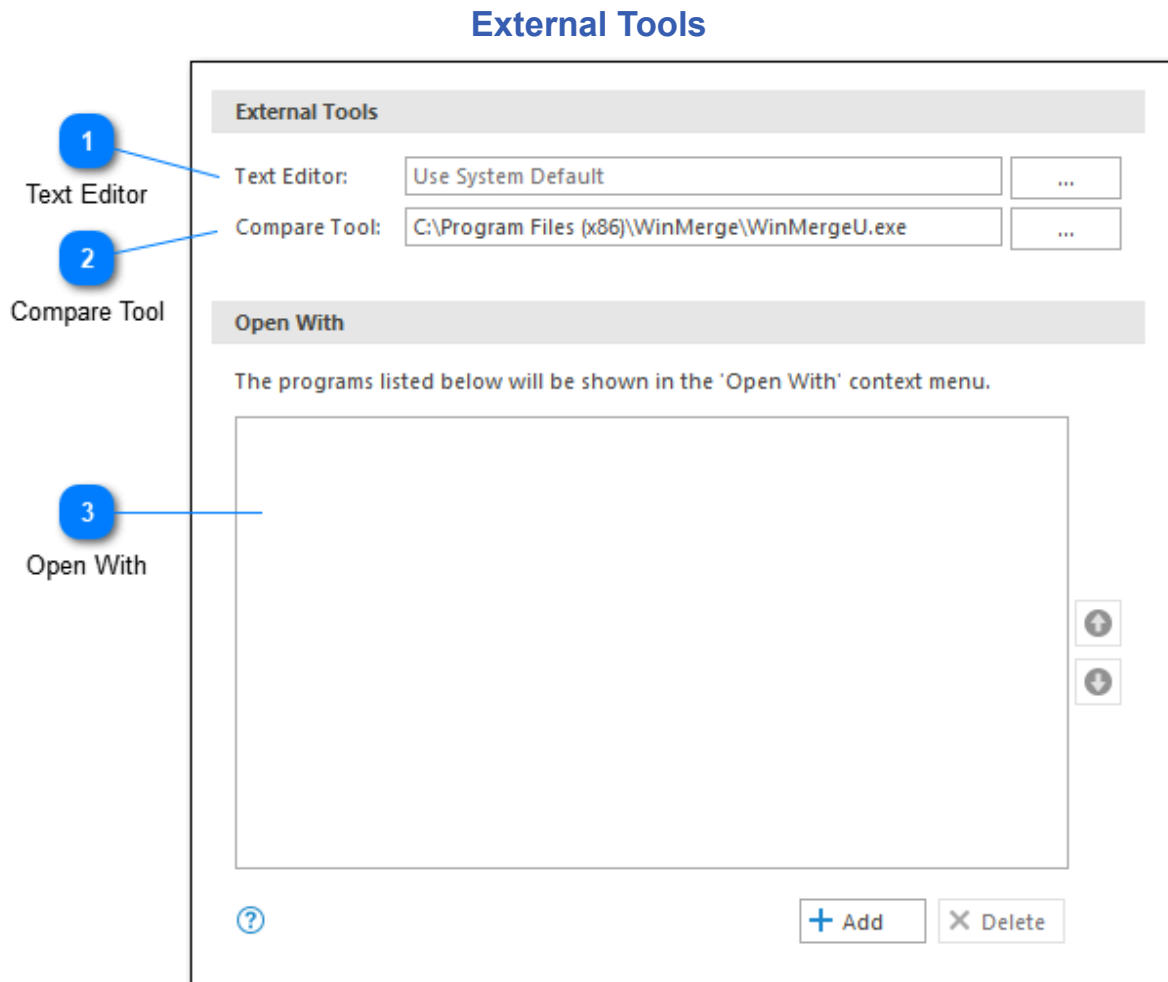 External Tools
External Tools
1
Text Editor
Text Editor:
Use System Default
...
2
Compare Tool
Compare Tool:
C:\Program Files (x86)\WinMerge\WinMergeU.exe
...
Open With
The programs listed below will be shown in the 'Open With' context menu.
3
Open With
?
+ Add
× Delete